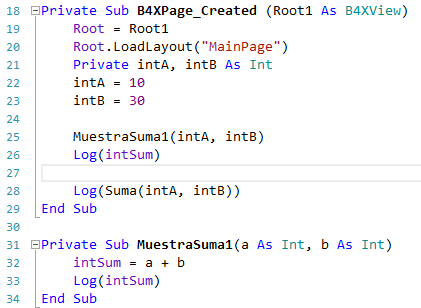 18 Private Sub B4XPage_Created (Root1 As B4XView)
19     Root = Root1
20     Root.LoadLayout("MainPage")
21     Private intA, intB As Int
22     intA = 10
23     intB = 30
24
25     MuestraSuma1(intA, intB)
26     Log(intSum)
27
28     Log(Suma(intA, intB))
29 End Sub
30
31 Private Sub MuestraSuma1(a As Int, b As Int)
32     intSum = a + b
33     Log(intSum)
34 End Sub